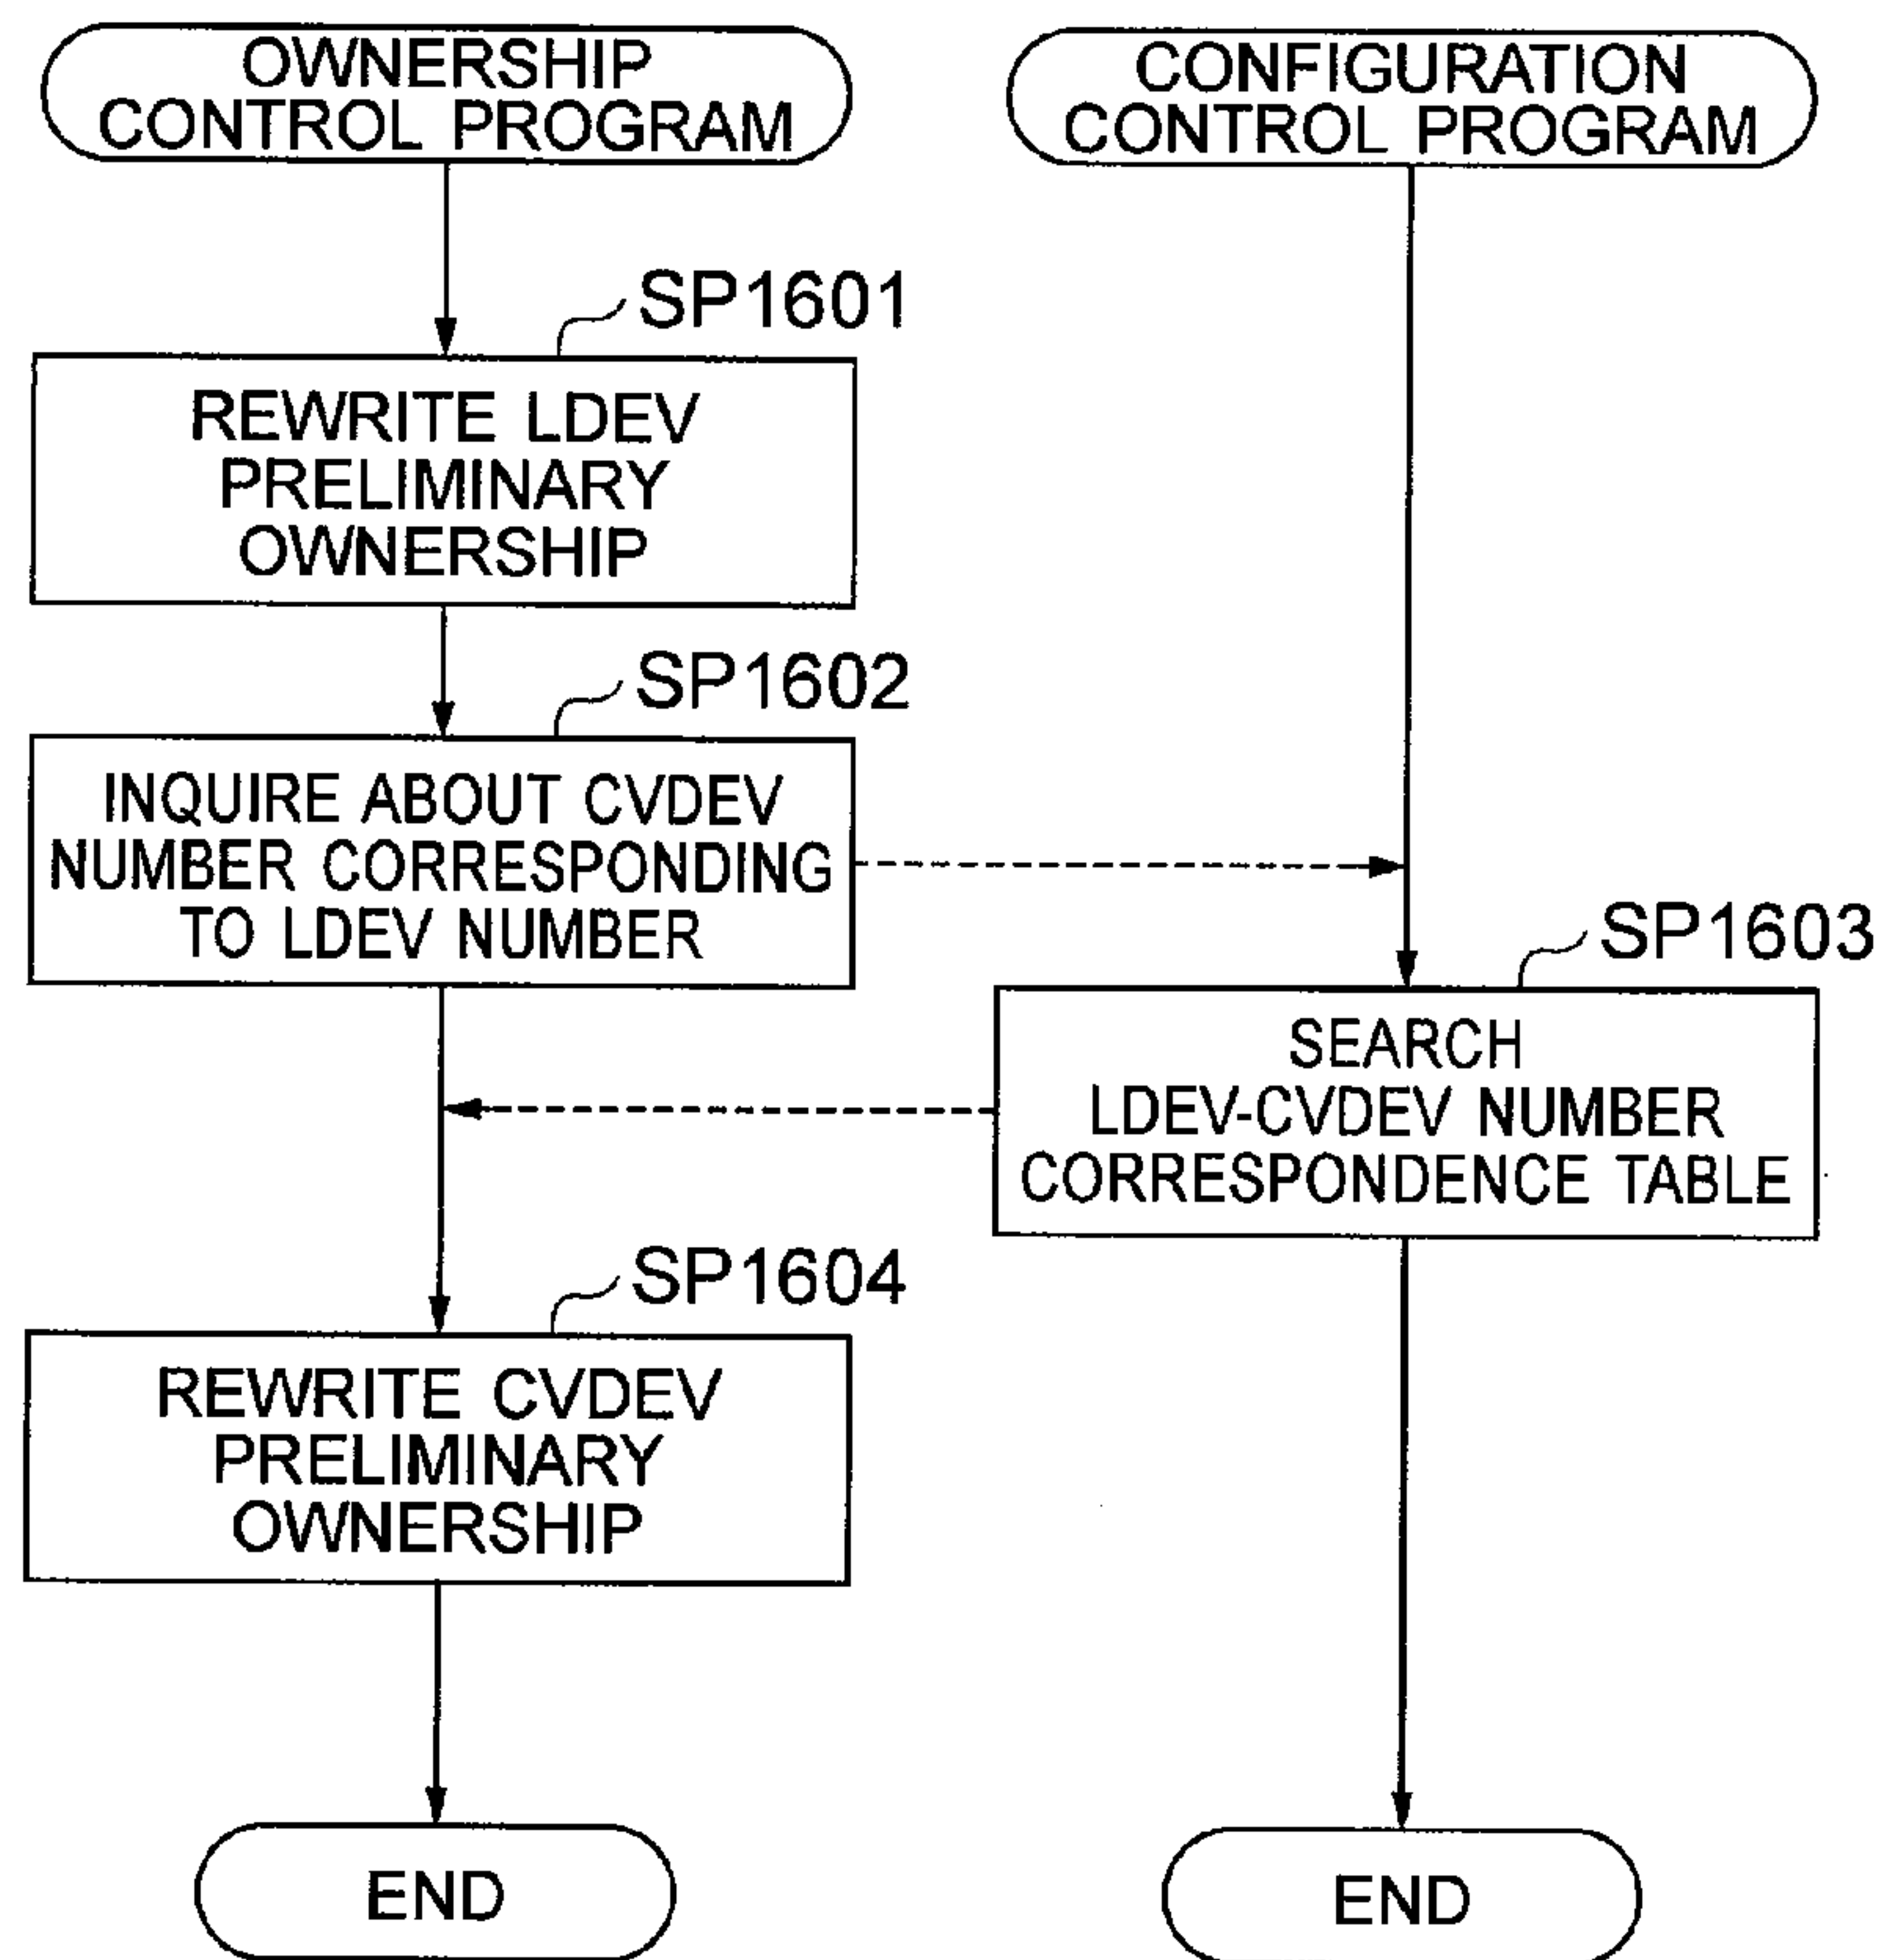 OWNERSHIP
CONTROL PROGRAM
CONFIGURATION
CONTROL PROGRAM
SP1601
REWRITE LDEV
PRELIMINARY
OWNERSHIP
SP1602
INQUIRE ABOUT CVDEV
NUMBER CORRESPONDING
TO LDEV NUMBER
SP1603
SEARCH
LDEV-CVDEV NUMBER
CORRESPONDENCE TABLE
SP1604
REWRITE CVDEV
PRELIMINARY
OWNERSHIP
END
END